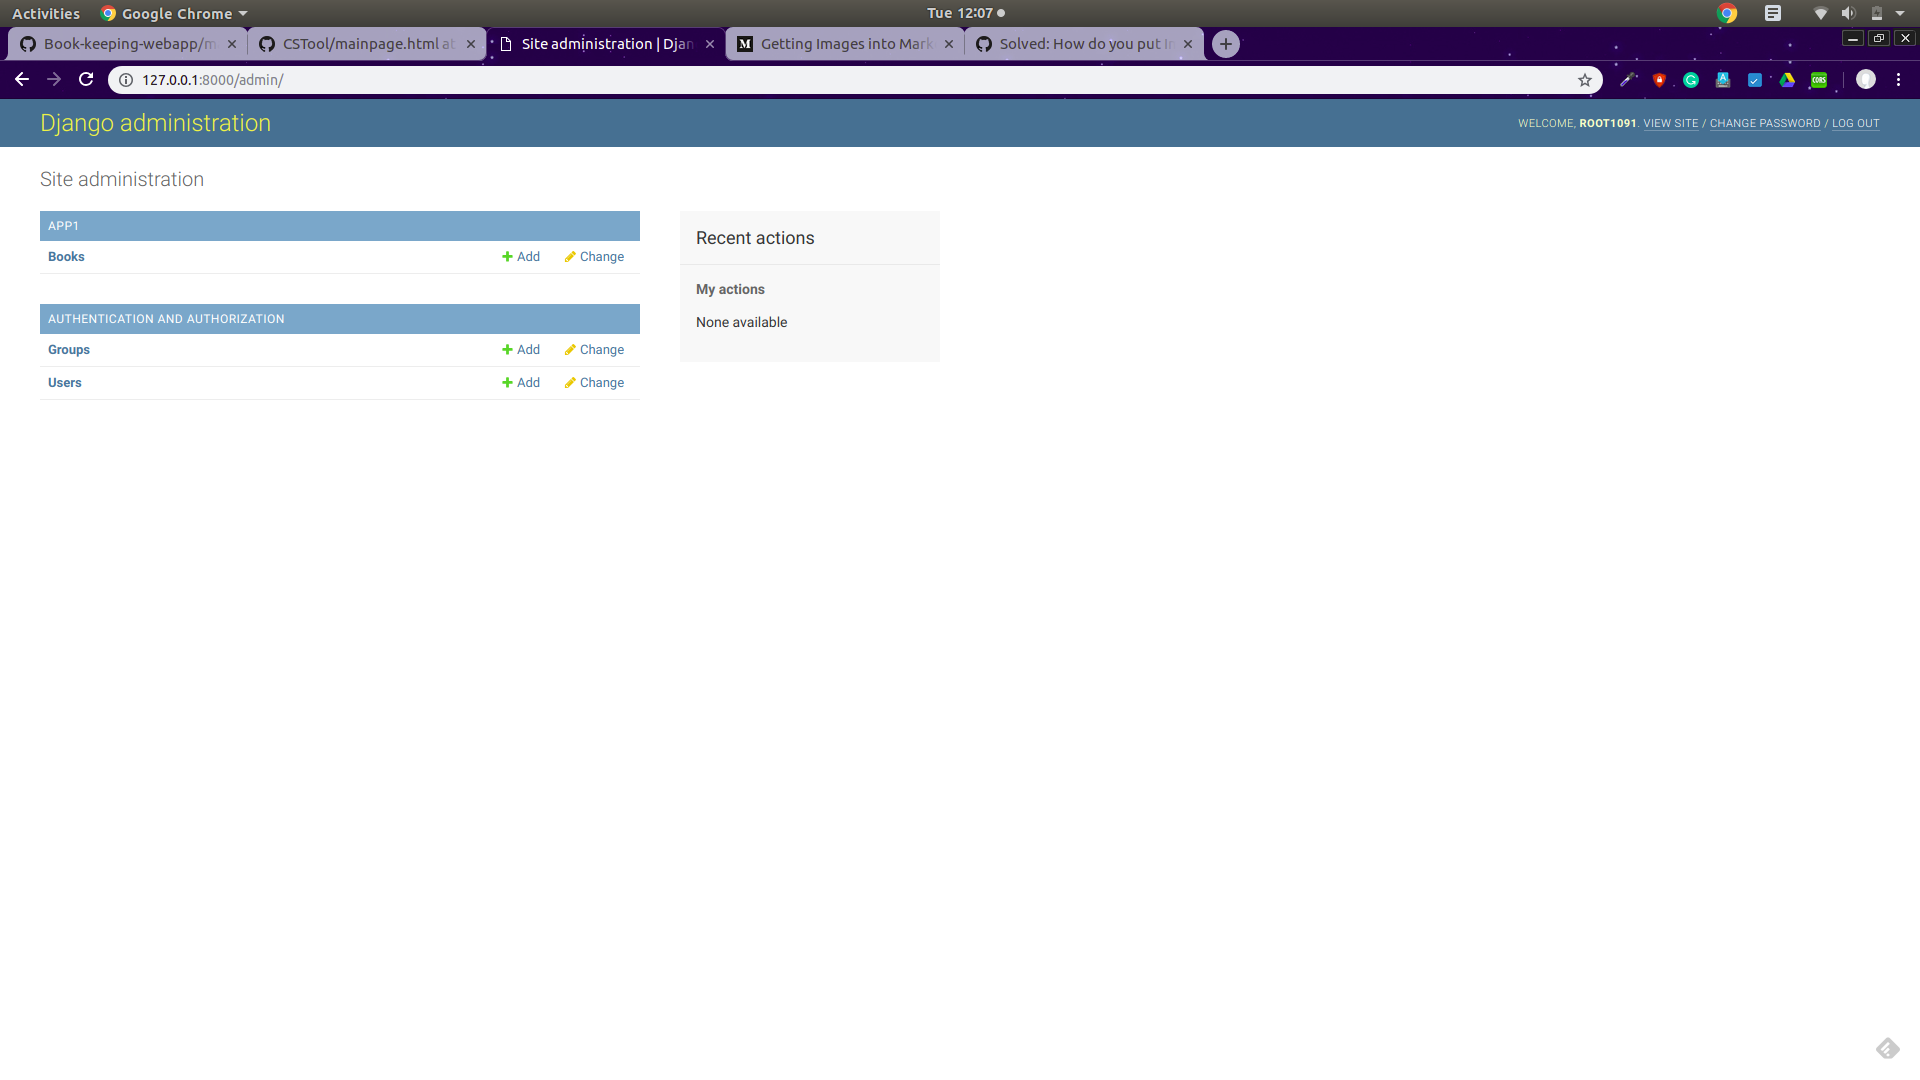 Activities Google Chrome Tue 12:07
Book-keeping-webapp/m CSTool/mainpage.html at Site administration | Djan Getting Images into Mark Solved: How do you put
127.0.0.1:8000/admin/
Django administration WELCOME, ROOT1091. VIEW SITE / CHANGE PASSWORD / LOG OUT
Site administration
APP1
Books Add Change
AUTHENTICATION AND AUTHORIZATION
Groups Add Change
Users Add Change
Recent actions
My actions
None available